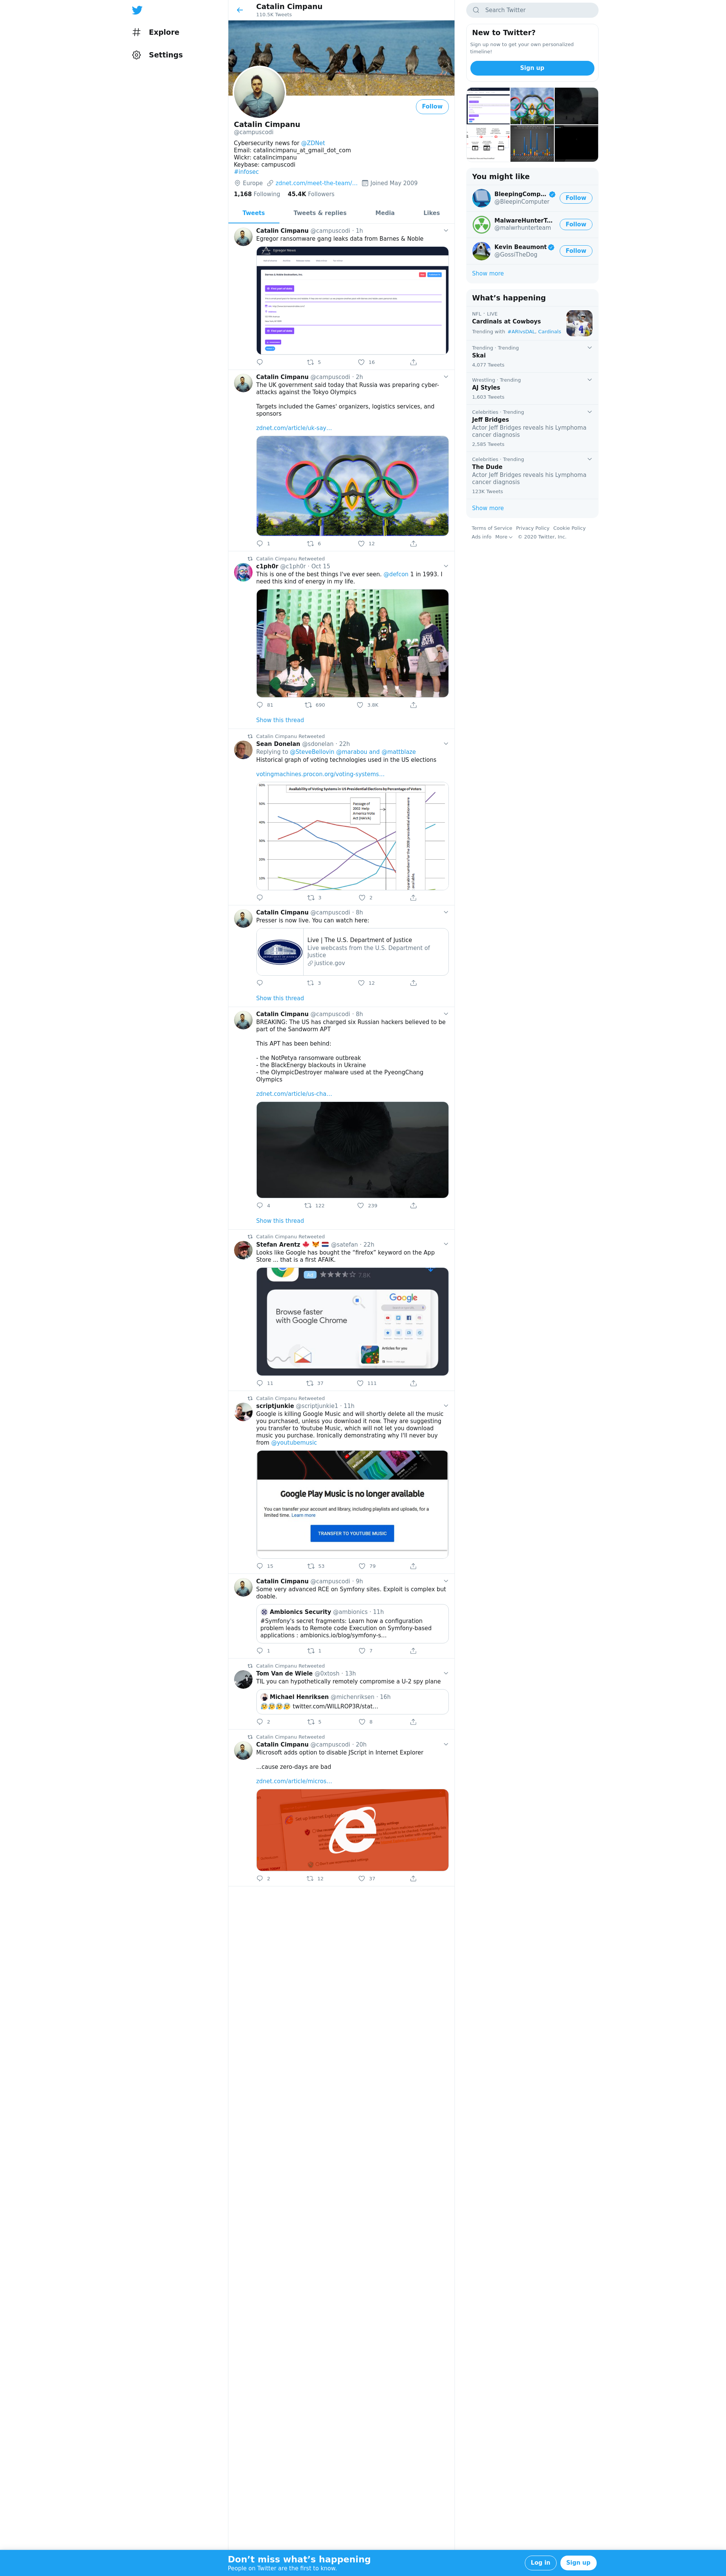 Explore
Settings
Catalin Cimpanu
110.5K Tweets
Follow
Catalin Cimpanu
@campuscodi
Cybersecurity news for @ZDNet
Email: catalincimpanu_at_gmail_dot_com
Wickr: catalincimpanu
Keybase: campuscodi
#infosec
Europe zdnet.com/meet-the-team/... Joined May 2009
1,168 Following 45.4K Followers
Tweets Tweets & replies Media Likes
Catalin Cimpanu @campuscodi · 1h
Egregor ransomware gang leaks data from Barnes & Noble
5 16
Catalin Cimpanu @campuscodi · 2h
The UK government said today that Russia was preparing cyber-
attacks against the Tokyo Olympics
Targets included the Games' organizers, logistics services, and
sponsors
zdnet.com/article/uk-say...
1 6 12
Catalin Cimpanu Retweeted
c1ph0r @c1ph0r · Oct 15
This is one of the best things I've ever seen. @defcon 1 in 1993. I
need this kind of energy in my life.
81 690 3.8K
Show this thread
Catalin Cimpanu Retweeted
Sean Donelan @sdonelan · 22h
Replying to @SteveBellovin @marabou and @mattblaze
Historical graph of voting technologies used in the US elections
votingmachines.procon.org/voting-systems...
Availability of Voting Systems in US Presidential Elections by Percentage of Voters
60%
50%
40%
30%
20%
10%
Passage of
2002 Help
America Vote
Act (HAVA)
3 2
Catalin Cimpanu @campuscodi · 8h
Presser is now live. You can watch here:
Live | The U.S. Department of Justice
Live webcasts from the U.S. Department of
Justice
justice.gov
5 12
Show this thread
Catalin Cimpanu @campuscodi · 8h
BREAKING: The US has charged six Russian hackers believed to be
part of the Sandworm APT
This APT has been behind:
- the NotPetya ransomware outbreak
- the BlackEnergy blackouts in Ukraine
- the OlympicDestroyer malware used at the PyeongChang
Olympics
zdnet.com/article/us-cha...
4 122 239
Show this thread
Catalin Cimpanu Retweeted
Stefan Arentz @satefan · 22h
Looks like Google has bought the "firefox" keyword on the App
Store ... that is a first AFAIK.
Ad 7.6K
Browse faster
with Google Chrome
Google
Articles for you
11 37 111
Catalin Cimpanu Retweeted
scriptjunkie @scriptjunkie1 · 11h
Google is killing Google Music and will shortly delete all the music
you purchased, unless you download it now. They are suggesting
you transfer to Youtube Music, which will not let you download
music you purchase. Ironically demonstrating why I'll never buy
from @youtubemusic
Google Play Music is no longer available
You can transfer your account and library, including playlists and uploads, for a
limited time. Learn more
TRANSFER TO YOUTUBE MUSIC
15 53 79
Catalin Cimpanu @campuscodi · 9h
Some very advanced RCE on Symfony sites. Exploit is complex but
doable.
Ambionics Security @ambionics · 11h
#Symfony's secret fragments: Learn how a configuration
problem leads to Remote code Execution on Symfony-based
applications : ambionics.io/blog/symfony-s...
1 1 7
Catalin Cimpanu Retweeted
Tom Van de Wiele @0xtosh · 13h
TIL you can hypothetically remotely compromise a U-2 spy plane
Michael Henriksen @michenriksen · 16h
twitter.com/WILLROP3R/stat...
2 5 8
Catalin Cimpanu Retweeted
Catalin Cimpanu @campuscodi · 20h
Microsoft adds option to disable JScript in Internet Explorer
...cause zero-days are bad
zdnet.com/article/micros...
2 12 37
Search Twitter
New to Twitter?
Sign up now to get your own personalized
timeline!
Sign up
You might like
BleepingComp...
@BleepinComputer
Follow
MalwareHunterT...
@malwrhunterteam
Follow
Kevin Beaumont
@GossiTheDog
Follow
Show more
What's happening
NFL · LIVE
Cardinals at Cowboys
Trending with #ARIvsDAL, Cardinals
Trending · Trending
Skai
4,077 Tweets
Wrestling · Trending
AJ Styles
1,603 Tweets
Celebrities · Trending
Jeff Bridges
Actor Jeff Bridges reveals his Lymphoma
cancer diagnosis
2,585 Tweets
Celebrities · Trending
The Dude
Actor Jeff Bridges reveals his Lymphoma
cancer diagnosis
123K Tweets
Show more
Terms of Service Privacy Policy Cookie Policy
Ads info More © 2020 Twitter, Inc.
Don't miss what's happening
People on Twitter are the first to know.
Log in Sign up